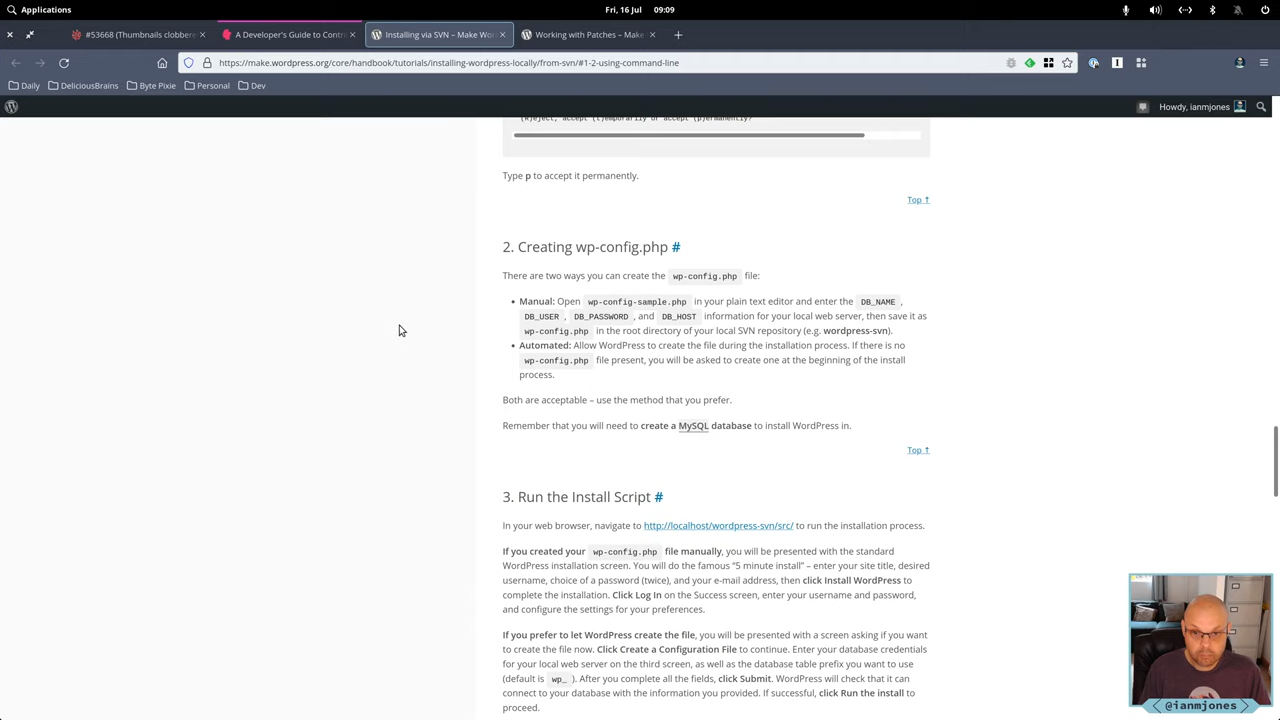 Applications
Fri, 16 Jul 09:09
#53668 (Thumbnails clobbere
A Developer's Guide to Contri
Installing via SVN – Make Wor
Working with Patches – Make
https://make.wordpress.org/core/handbook/tutorials/installing-wordpress-locally/from-svn/#1-2-using-command-line
Daily
DeliciousBrains
Byte Pixie
Personal
Dev
Howdy, ianmjones
(R)eject, accept (t)emporarily or accept (p)ermanently?
Type p to accept it permanently.
Top ↑
2. Creating wp-config.php #
There are two ways you can create the wp-config.php file:
• Manual: Open wp-config-sample.php in your plain text editor and enter the DB_NAME ,
DB_USER , DB_PASSWORD , and DB_HOST information for your local web server, then save it as
wp-config.php in the root directory of your local SVN repository (e.g. wordpress-svn).
• Automated: Allow WordPress to create the file during the installation process. If there is no
wp-config.php file present, you will be asked to create one at the beginning of the install
process.
Both are acceptable – use the method that you prefer.
Remember that you will need to create a MySQL database to install WordPress in.
Top ↑
3. Run the Install Script #
In your web browser, navigate to http://localhost/wordpress-svn/src/ to run the installation process.
If you created your wp-config.php file manually, you will be presented with the standard
WordPress installation screen. You will do the famous “5 minute install” – enter your site title, desired
username, choice of a password (twice), and your e-mail address, then click Install WordPress to
complete the installation. Click Log In on the Success screen, enter your username and password,
and configure the settings for your preferences.
If you prefer to let WordPress create the file, you will be presented with a screen asking if you want
to create the file now. Click Create a Configuration File to continue. Enter your database credentials
for your local web server on the third screen, as well as the database table prefix you want to use
(default is wp_ ). After you complete all the fields, click Submit. WordPress will check that it can
connect to your database with the information you provided. If successful, click Run the install to
proceed.
@ianmjones